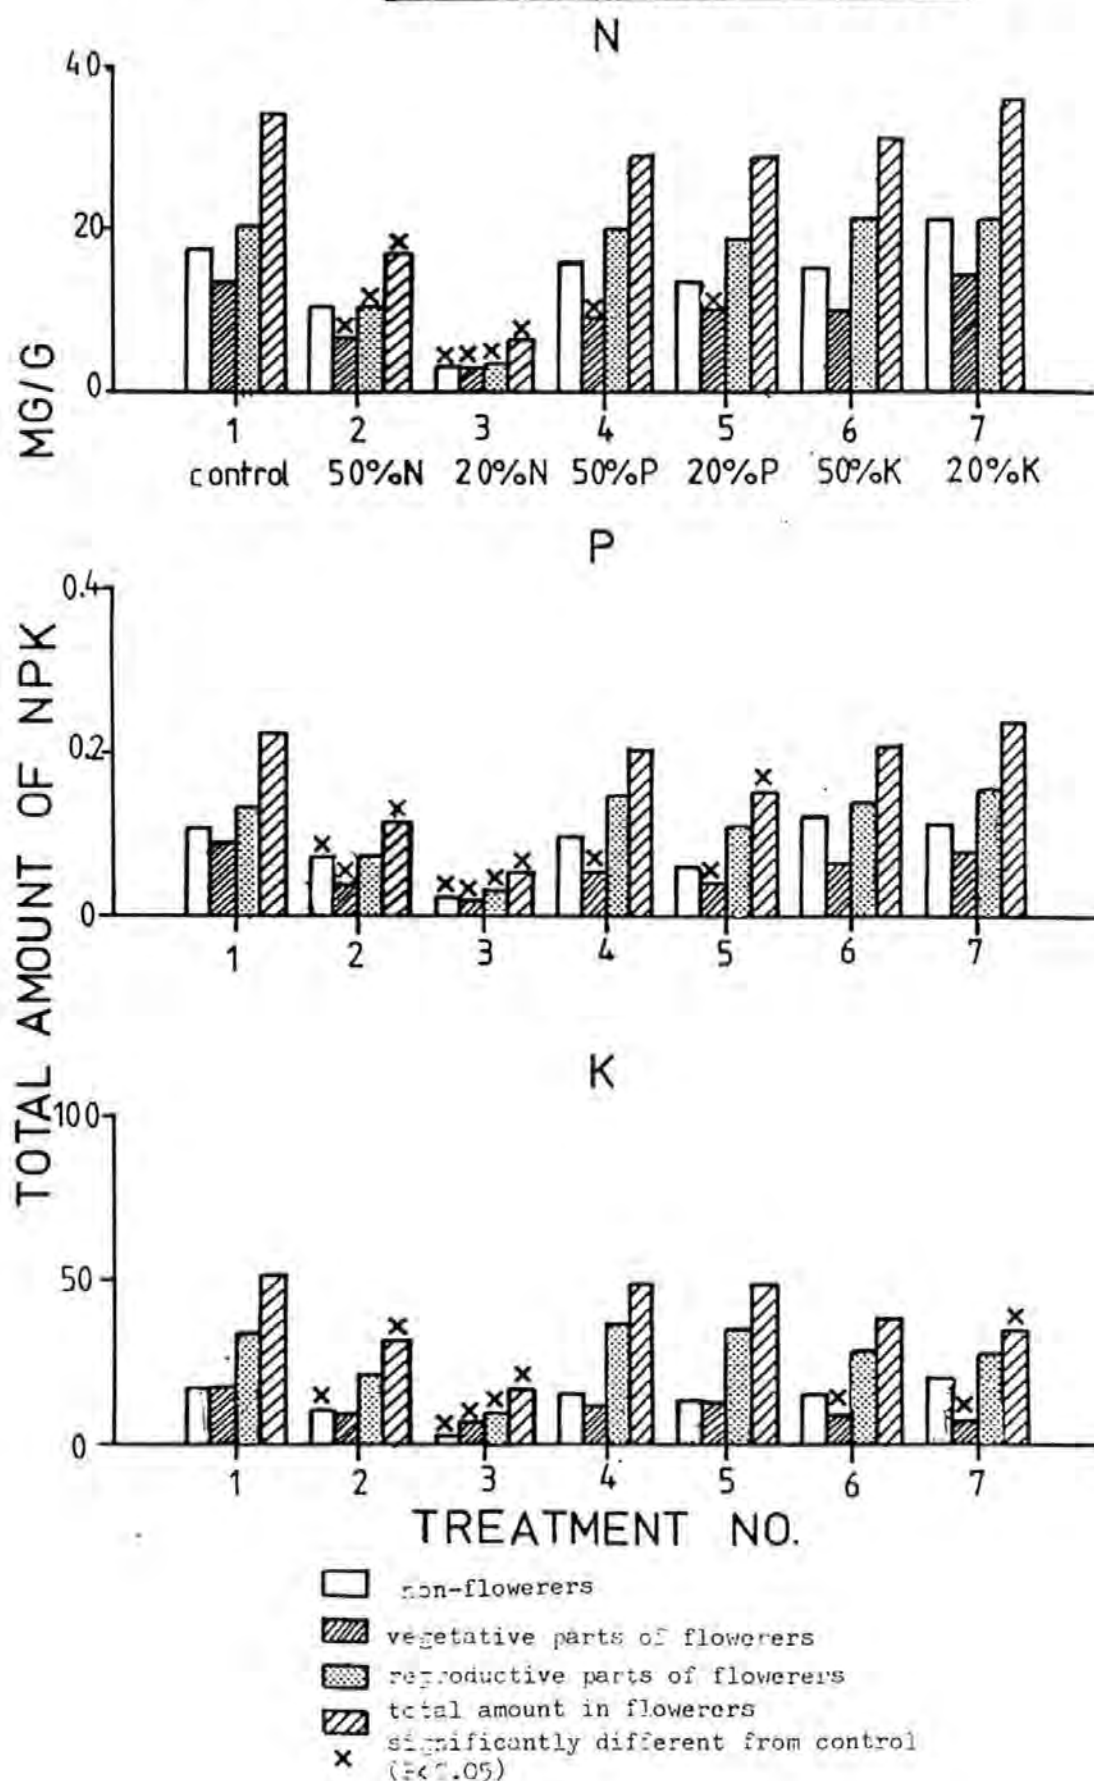 N
40
20
0
MG/G
1 2 3 4 5 6 7
control 50%N 20%N 50%P 20%P 50%K 20%K
P
0.4
0.2
0
TOTAL AMOUNT OF NPK
1 2 3 4 5 6 7
K
100
50
0
1 2 3 4 5 6 7
TREATMENT NO.
non-flowerers
vegetative parts of flowerers
reproductive parts of flowerers
total amount in flowerers
x significantly different from control